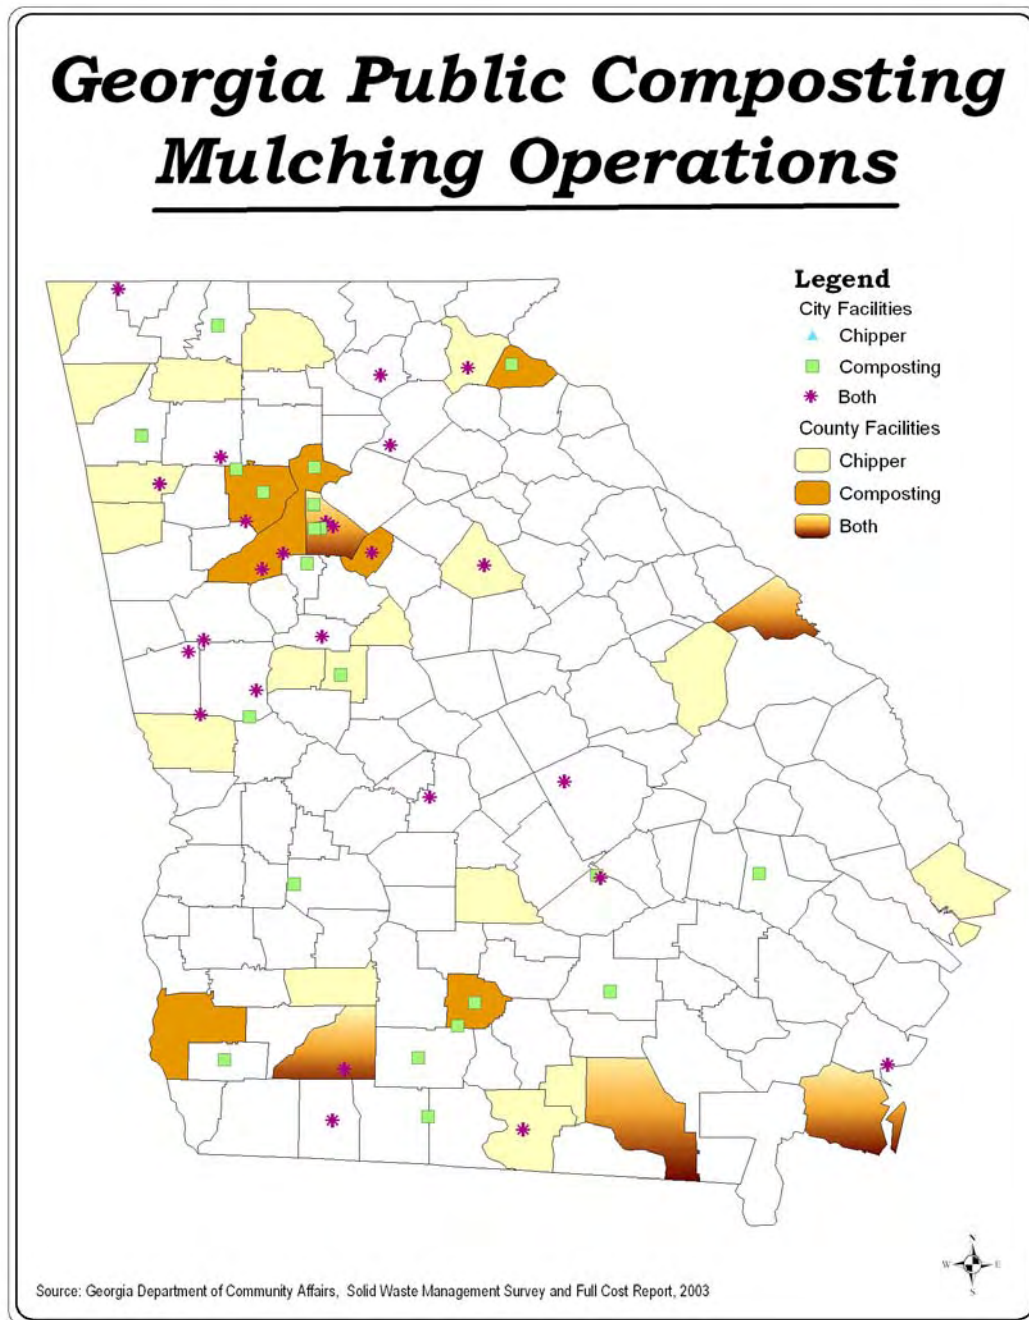 Georgia Public Composting
Mulching Operations
Legend
City Facilities
Chipper
Composting
Both
County Facilities
Chipper
Composting
Both
N
W E
S
Source: Georgia Department of Community Affairs, Solid Waste Management Survey and Full Cost Report, 2003